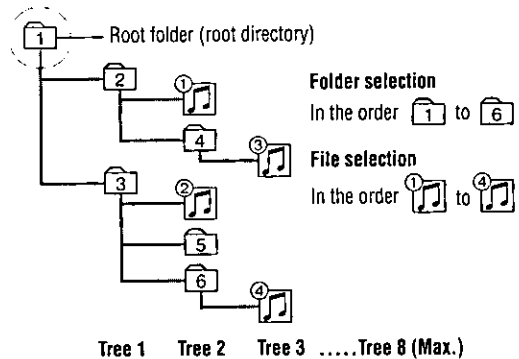 1 Root folder (root directory)
2 ①
Folder selection
In the order 1 to 6
4 ③
File selection
3 ②
In the order ① to ④
5
6 ④
Tree 1 Tree 2 Tree 3 .....Tree 8 (Max.)